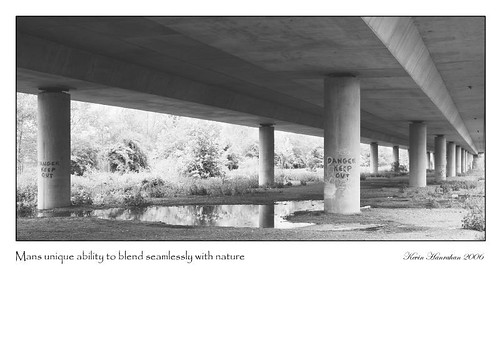 DANGER
KEEP
OUT
DANGER
KEEP
OUT
Mans unique ability to blend seamlessly with nature
Kevin Hanrahan 2006